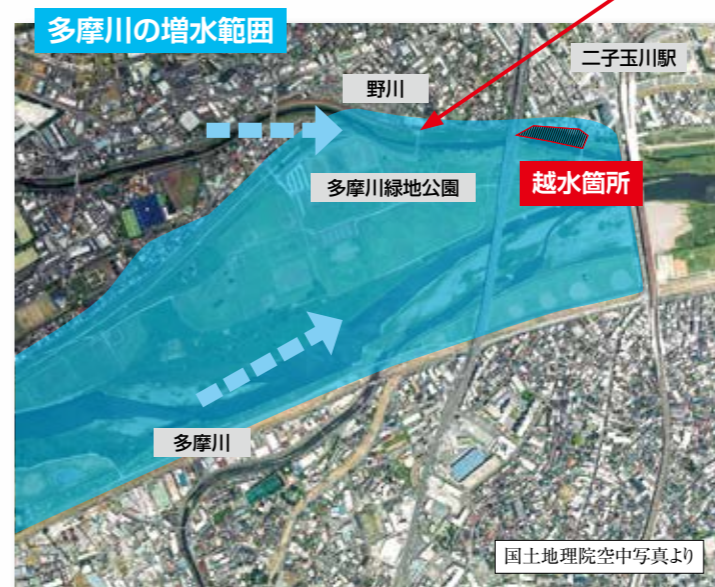 多摩川の増水範囲
二子玉川駅
野川
多摩川緑地公園
越水箇所
多摩川
国土地理院空中写真より